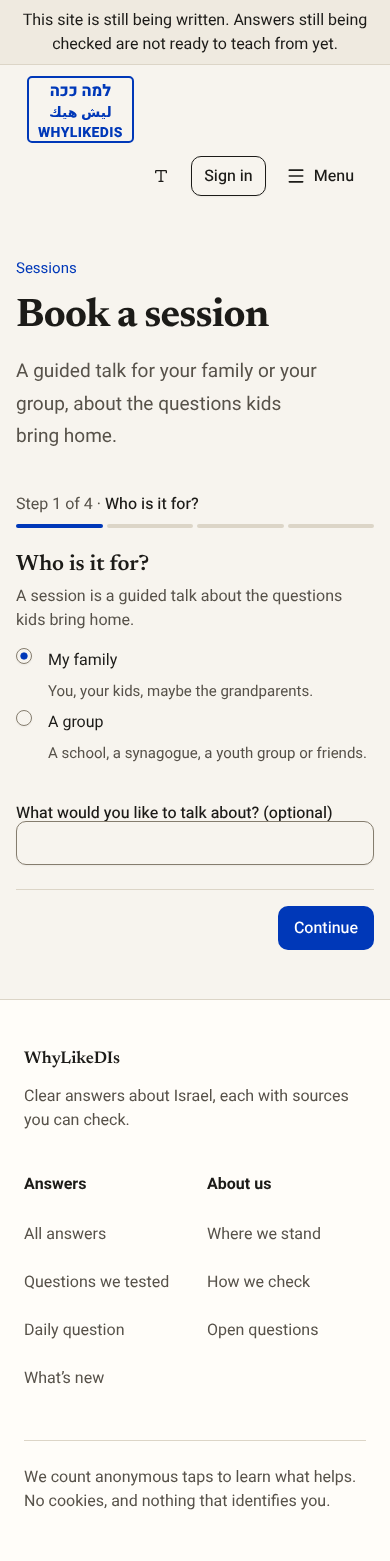 This site is still being written. Answers still being
checked are not ready to teach from yet.
למה ככה
ليش هيك
WHYLIKEDIS
T
Sign in
Menu
Sessions
Book a session
A guided talk for your family or your
group, about the questions kids
bring home.
Step 1 of 4 · Who is it for?
Who is it for?
A session is a guided talk about the questions
kids bring home.
My family
You, your kids, maybe the grandparents.
A group
A school, a synagogue, a youth group or friends.
What would you like to talk about? (optional)
Continue
WhyLikeDIs
Clear answers about Israel, each with sources
you can check.
Answers
All answers
Questions we tested
Daily question
What's new
About us
Where we stand
How we check
Open questions
We count anonymous taps to learn what helps.
No cookies, and nothing that identifies you.